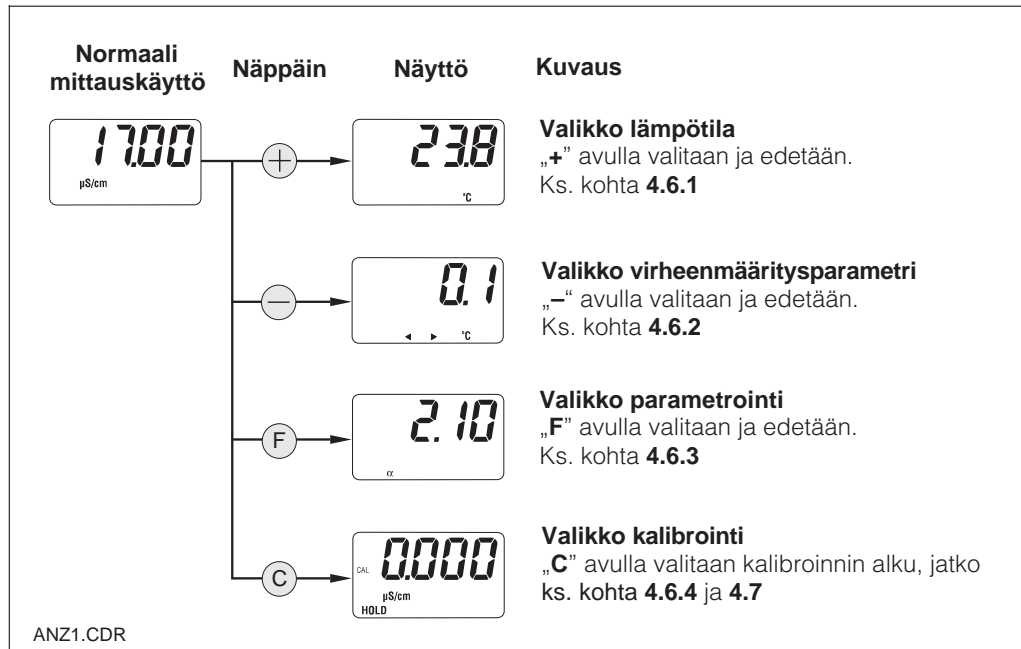 Normaali
mittauskäyttö
Näppäin
Näyttö
Kuvaus
17.00
µS/cm
+
23.8
°C
Valikko lämpötila
„+” avulla valitaan ja edetään.
Ks. kohta 4.6.1
–
0.1
◄ ► °C
Valikko virheenmääritysparametri
„–“ avulla valitaan ja edetään.
Ks. kohta 4.6.2
F
2.10
α
Valikko parametrointi
„F” avulla valitaan ja edetään.
Ks. kohta 4.6.3
C
CAL 0.000
µS/cm
HOLD
Valikko kalibrointi
„C” avulla valitaan kalibroinnin alku, jatko
ks. kohta 4.6.4 ja 4.7
ANZ1.CDR